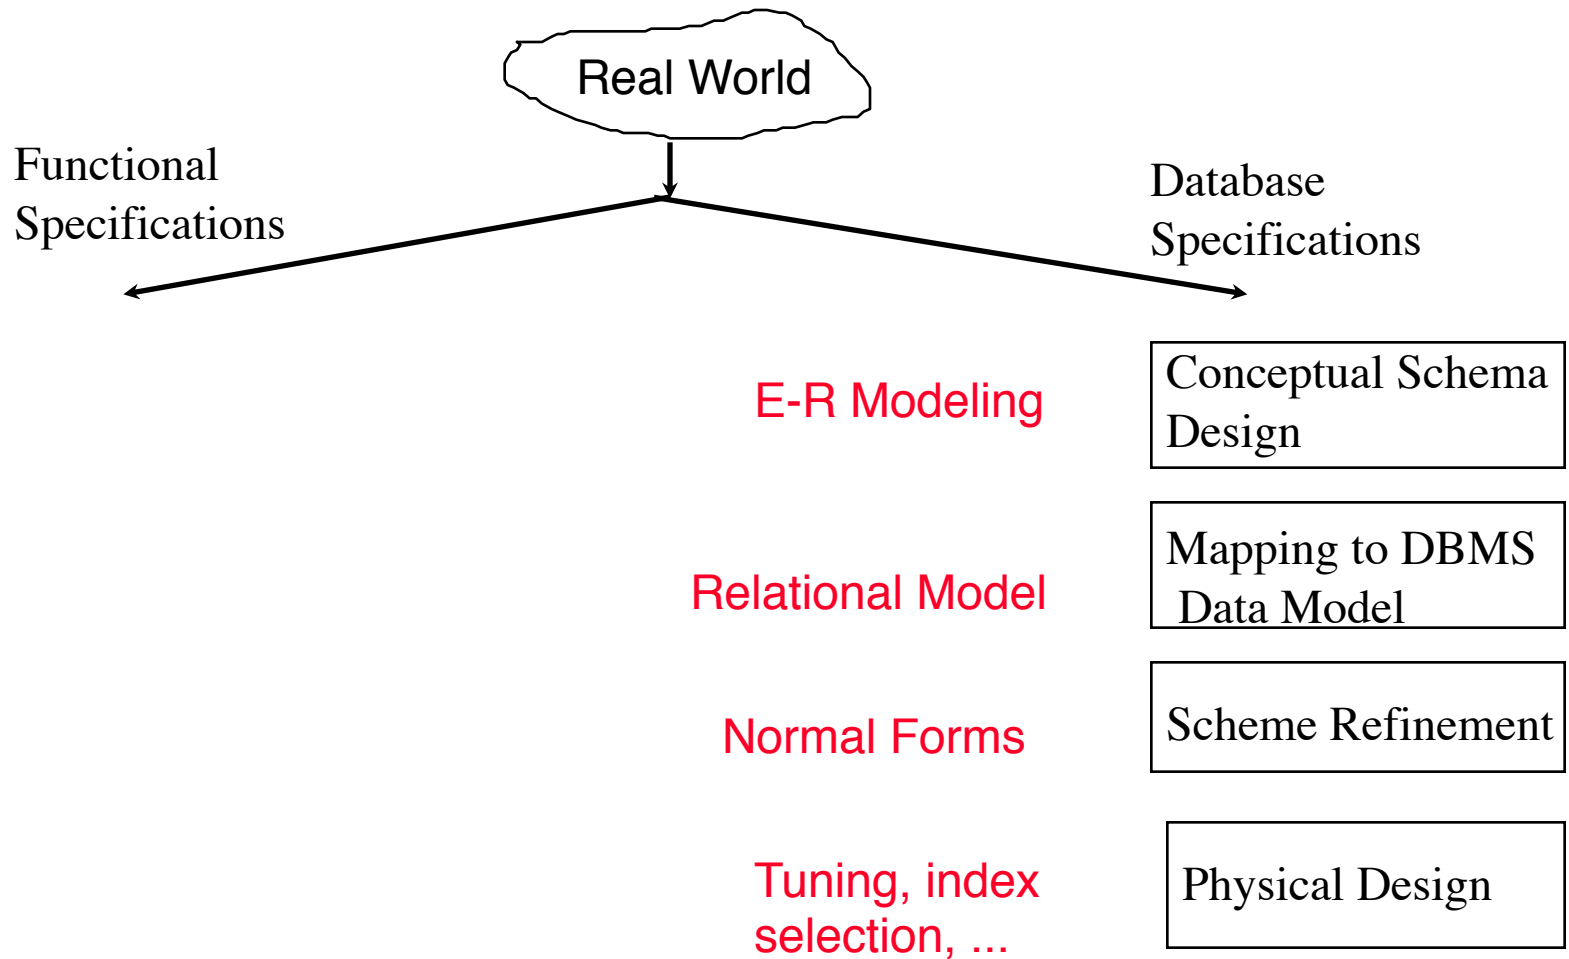 Real World
Functional
Specifications
Database
Specifications
E-R Modeling
Conceptual Schema
Design
Relational Model
Mapping to DBMS
Data Model
Normal Forms
Scheme Refinement
Tuning, index
selection, ...
Physical Design